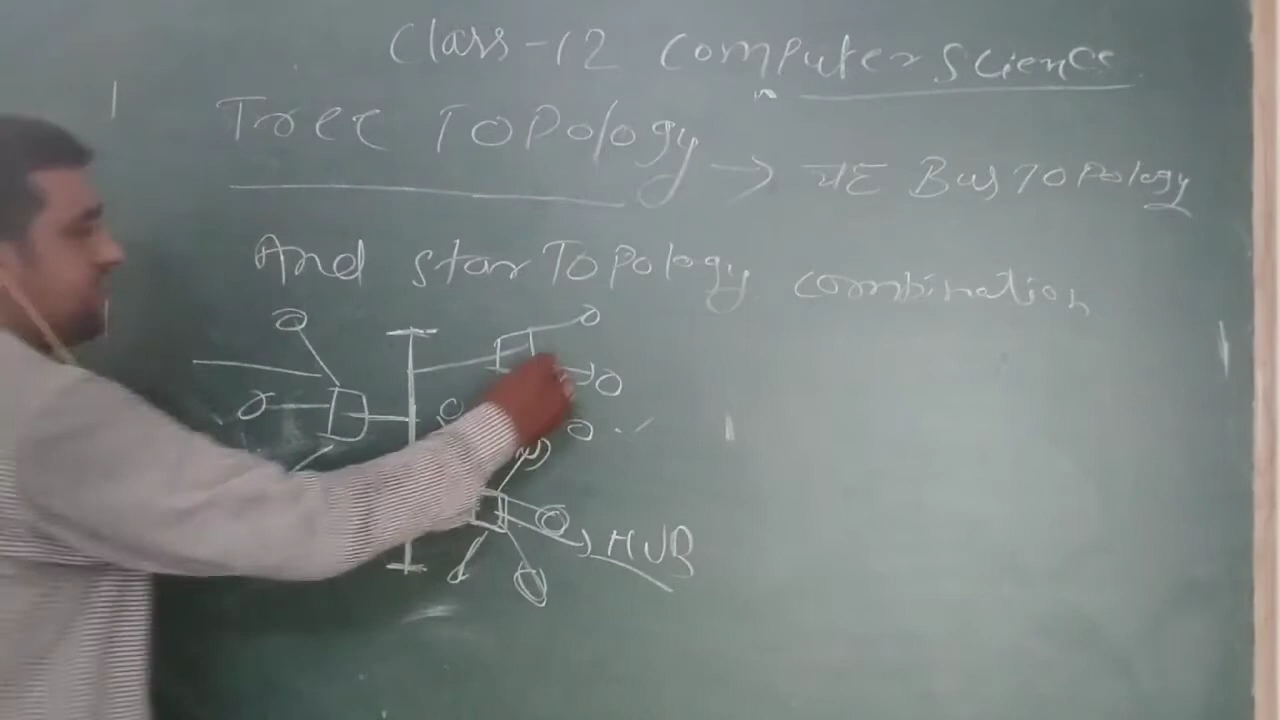 Class-12 Computer Science
Tree Topology → यह Bus Topology
And star Topology combination
HUB